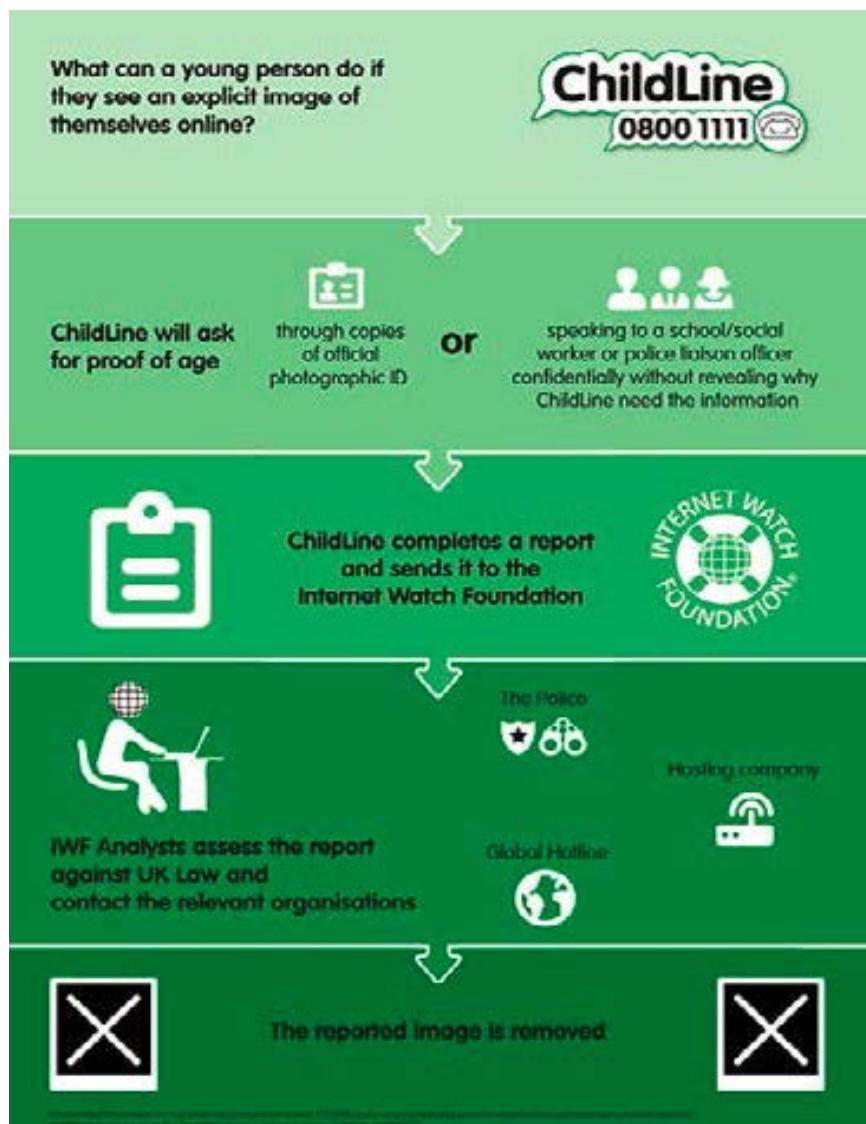 What can a young person do if
they see an explicit image of
themselves online?
ChildLine
0800 1111
ChildLine will ask
for proof of age
through copies
of official
photographic ID
or
speaking to a school/social
worker or police liaison officer
confidentially without revealing why
ChildLine need the information
ChildLine completes a report
and sends it to the
Internet Watch Foundation
INTERNET WATCH
FOUNDATION®
The Police
Hosting company
Global Hotline
IWF Analysts assess the report
against UK Law and
contact the relevant organisations
The reported image is removed